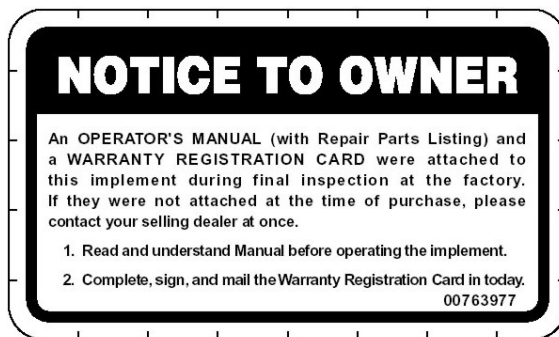 NOTICE TO OWNER
An OPERATOR'S MANUAL (with Repair Parts Listing) and
a WARRANTY REGISTRATION CARD were attached to
this implement during final inspection at the factory.
If they were not attached at the time of purchase, please
contact your selling dealer at once.
1. Read and understand Manual before operating the implement.
2. Complete, sign, and mail the Warranty Registration Card in today.
00763977